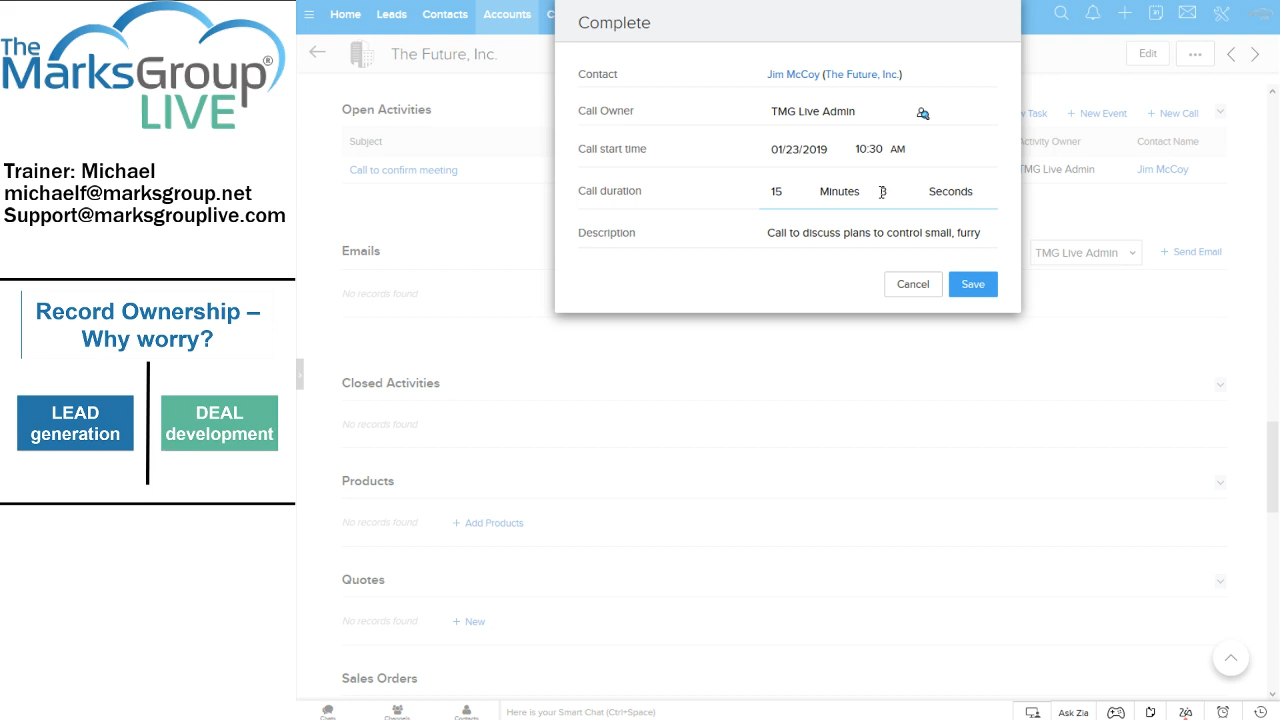 The
MarksGroup®
LIVE
Trainer: Michael
michaelf@marksgroup.net
Support@marksgrouplive.com
Record Ownership –
Why worry?
LEAD
generation
DEAL
development
Home Leads Contacts Accounts
The Future, Inc.
Edit
Complete
Contact Jim McCoy (The Future, Inc.)
Call Owner TMG Live Admin
Call start time 01/23/2019 10:30 AM
Call duration 15 Minutes Seconds
Description Call to discuss plans to control small, furry
Cancel Save
Open Activities
Task + New Event + New Call
Subject Activity Owner Contact Name
Call to confirm meeting TMG Live Admin Jim McCoy
Emails
TMG Live Admin + Send Email
No records found
Closed Activities
No records found
Products
No records found + Add Products
Quotes
No records found + New
Sales Orders
Chats Channels Contacts Here is your Smart Chat (Ctrl+Space) Ask Zia